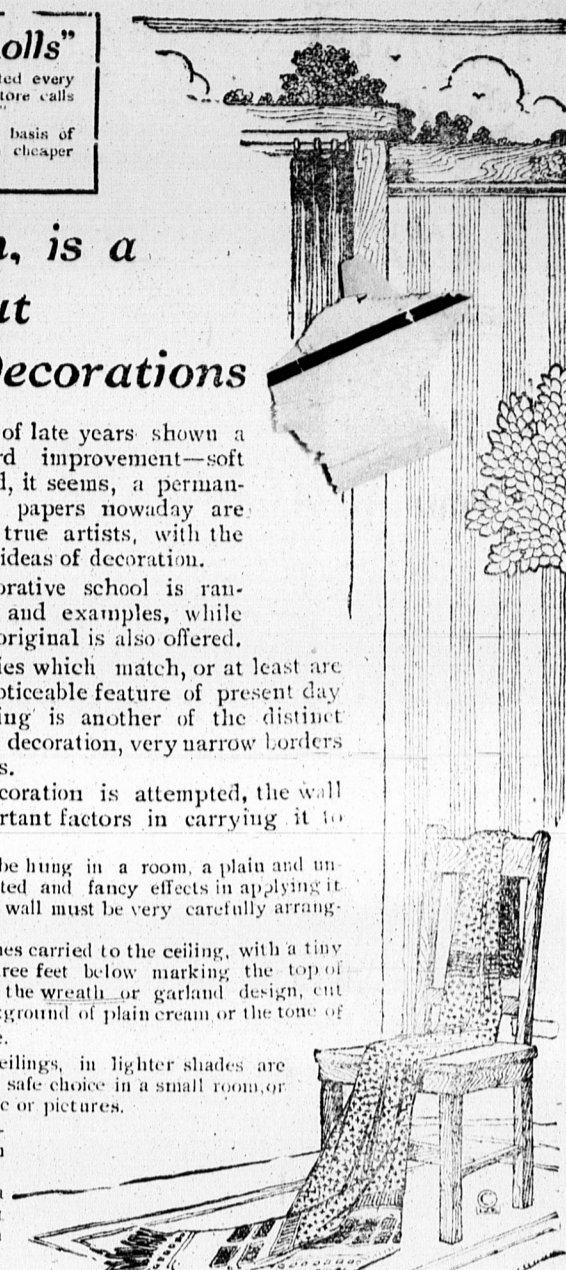 olls”
ted every
tore calls
basis of
cheaper
, is a
ut
Decorations
of late years shown a
rd improvement—soft
d, it seems, a perman-
papers nowaday are
true artists, with the
ideas of decoration.
orative school is ran-
and examples, while
original is also offered.
ies which match, or at least are
oticeable feature of present day
ing is another of the distinct
decoration, very narrow borders
s.
coration is attempted, the wall
rtant factors in carrying it to
be hung in a room, a plain and un-
ted and fancy effects in applying it
wall must be very carefully arrang-
nes carried to the ceiling, with a tiny
ree feet below marking the top of
the wreath or garland design, cut
ground of plain cream or the tone of
e.
eilings, in lighter shades are
safe choice in a small room, or
c or pictures.